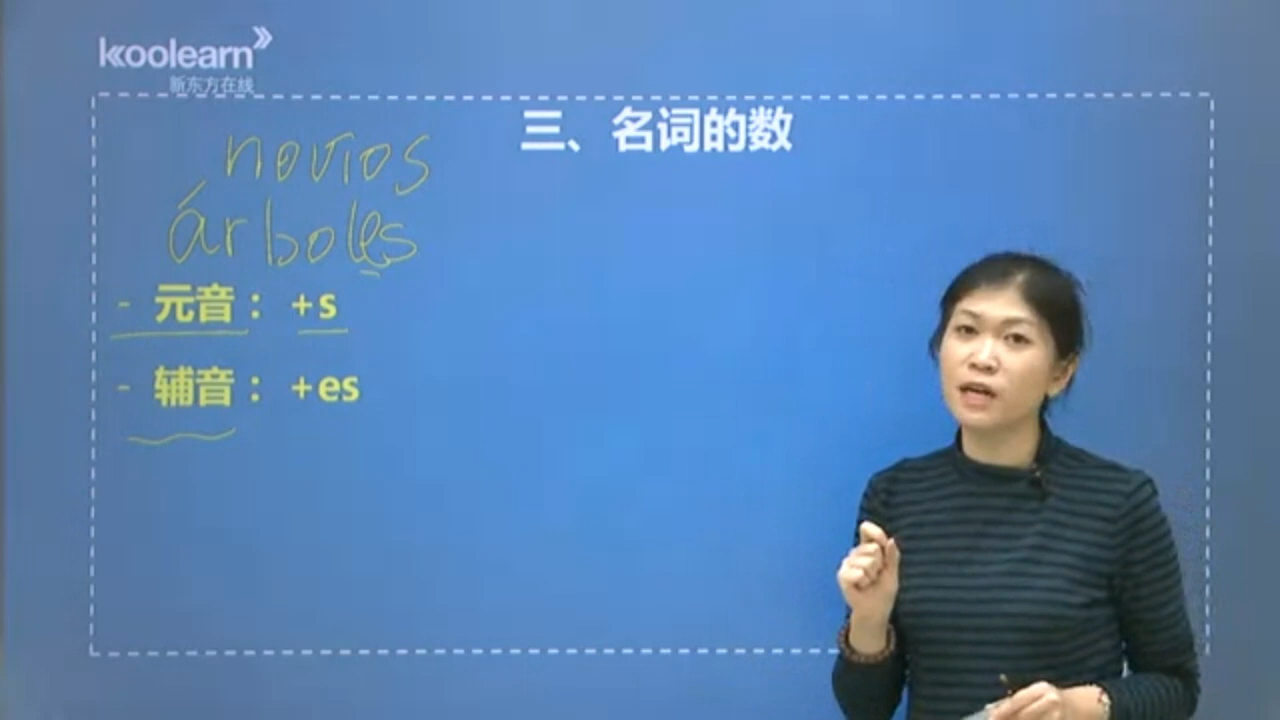 koolearn
新东方在线
三、名词的数
novios
árboles
- 元音： +s
- 辅音： +es